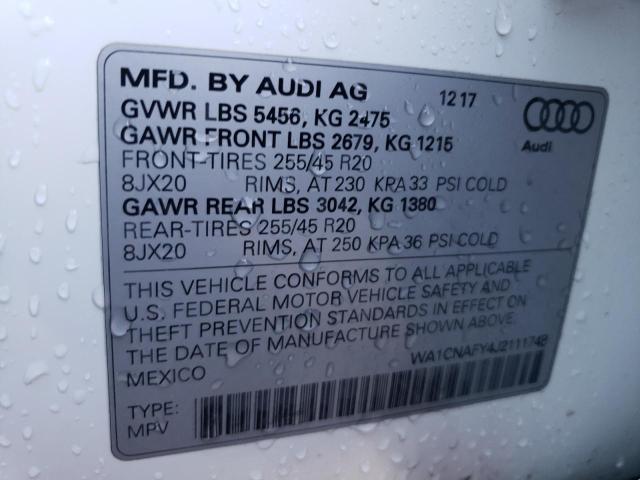 MFD. BY AUDI AG 12 17
GVWR LBS 5456, KG 2475
GAWR FRONT LBS 2679, KG 1215
FRONT-TIRES 255/45 R20
8JX20 RIMS, AT 230 KPA 33 PSI COLD
GAWR REAR LBS 3042, KG 1380
REAR-TIRES 255/45 R20
8JX20 RIMS, AT 250 KPA 36 PSI COLD
Audi
THIS VEHICLE CONFORMS TO ALL APPLICABLE
U.S. FEDERAL MOTOR VEHICLE SAFETY AND
THEFT PREVENTION STANDARDS IN EFFECT ON
THE DATE OF MANUFACTURE SHOWN ABOVE.
MEXICO WA1CNAFY4J2111748
TYPE:
MPV